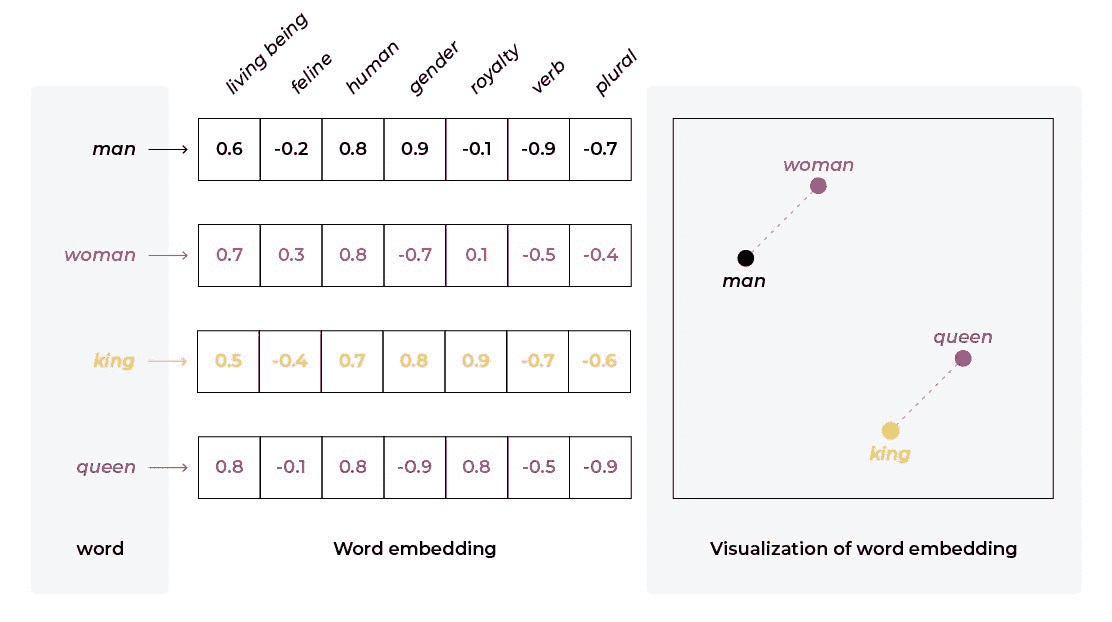 living being feline human gender royalty verb plural
man 0.6 -0.2 0.8 0.9 -0.1 -0.9 -0.7
woman 0.7 0.3 0.8 -0.7 0.1 -0.5 -0.4
king 0.5 -0.4 0.7 0.8 0.9 -0.7 -0.6
queen 0.8 -0.1 0.8 -0.9 0.8 -0.5 -0.9
word
Word embedding
woman
man
queen
king
Visualization of word embedding